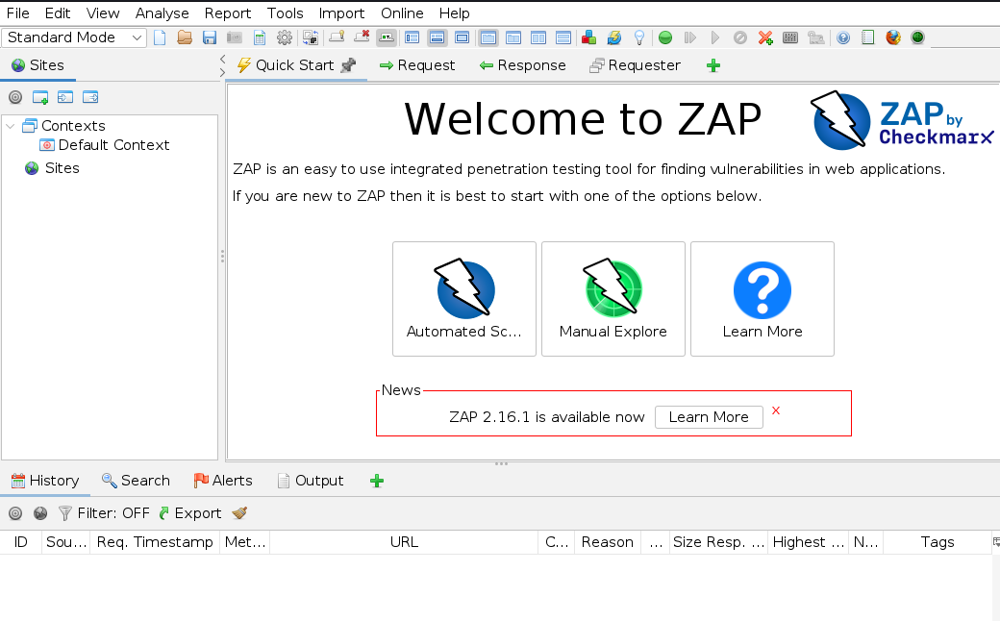 File Edit View Analyse Report Tools Import Online Help
Standard Mode
Sites
Quick Start Request Response Requester
Contexts
Default Context
Sites
Welcome to ZAP
ZAP by
Checkmarx
ZAP is an easy to use integrated penetration testing tool for finding vulnerabilities in web applications.
If you are new to ZAP then it is best to start with one of the options below.
Automated Sc... Manual Explore Learn More
News
ZAP 2.16.1 is available now Learn More X
History Search Alerts Output
Filter: OFF Export
ID Sou... Req. Timestamp Met... URL C... Reason ... Size Resp. ... Highest ... N... Tags